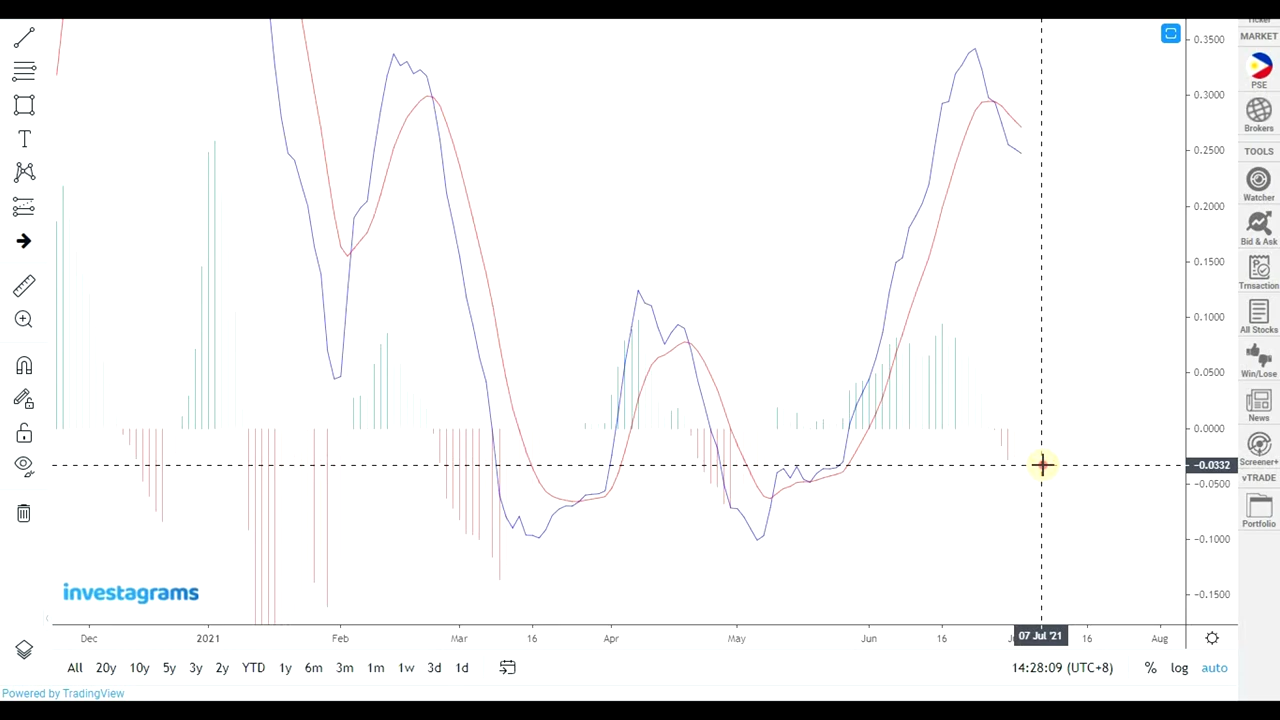 Ticker
MARKET
PSE
Brokers
TOOLS
Watcher
Bid & Ask
Trnsaction
All Stocks
Win/Lose
News
Screener+
vTRADE
Portfolio
0.3500
0.3000
0.2500
0.2000
0.1500
0.1000
0.0500
0.0000
-0.0332
-0.0500
-0.1000
-0.1500
investagrams
Dec 2021 Feb Mar 16 Apr May Jun 16 07 Jul '21 16 Aug
All 20y 10y 5y 3y 2y YTD 1y 6m 3m 1m 1w 3d 1d 14:28:09 (UTC+8) % log auto
Powered by TradingView